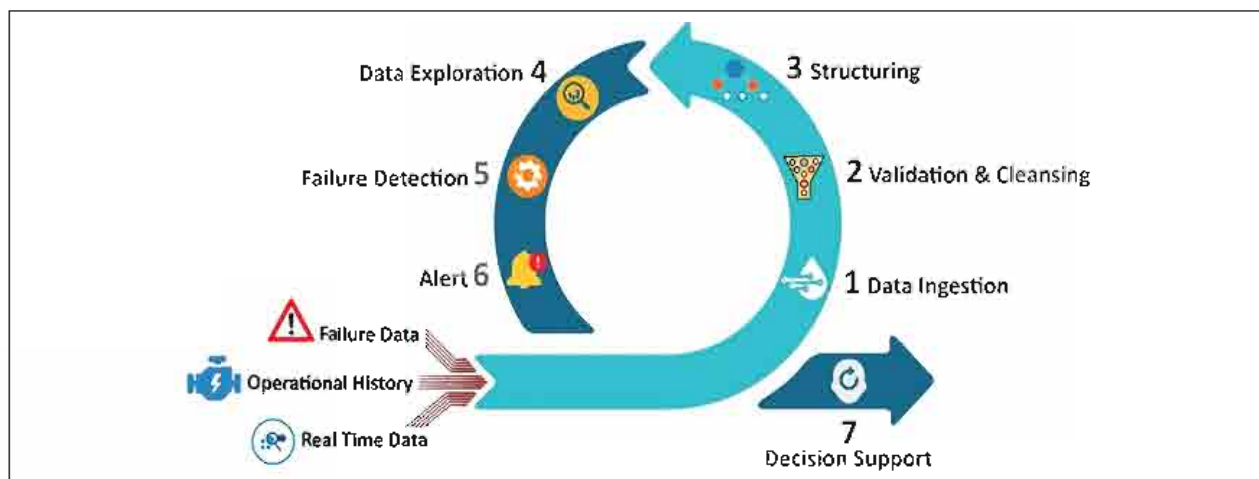 Data Exploration 4
3 Structuring
Failure Detection 5
2 Validation & Cleansing
Alert 6
1 Data Ingestion
Failure Data
Operational History
Real Time Data
7
Decision Support